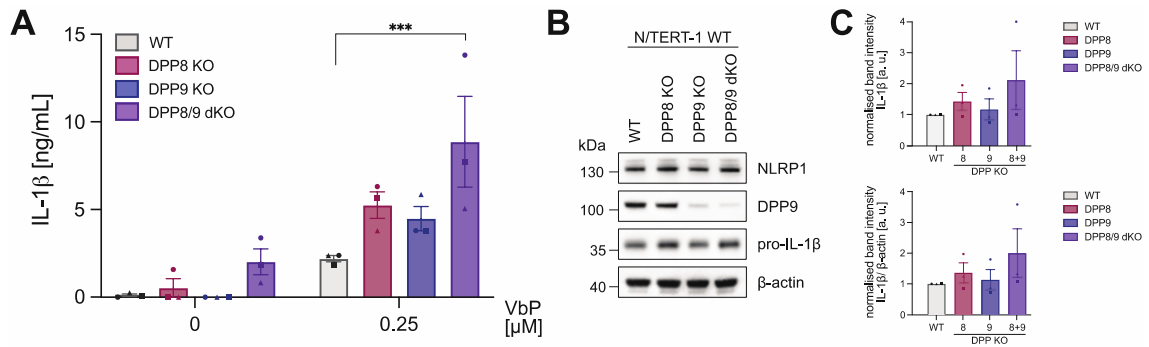 A
IL-1β [ng/mL]
15
10
5
0
WT
DPP8 KO
DPP9 KO
DPP8/9 dKO
***
0
0.25
VbP
[µM]
B
N/TERT-1 WT
WT
DPP8 KO
DPP9 KO
DPP8/9 dKO
kDa
130
NLRP1
100
DPP9
35
pro-IL-1β
40
β-actin
C
normalised band intensity
IL-1β [a. u.]
4
3
2
1
0
WT
8
9
8+9
DPP KO
WT
DPP8
DPP9
DPP8/9 dKO
normalised band intensity
IL-1β/ β-actin [a. u.]
4
3
2
1
0
WT
8
9
8+9
DPP KO
WT
DPP8
DPP9
DPP8/9 dKO